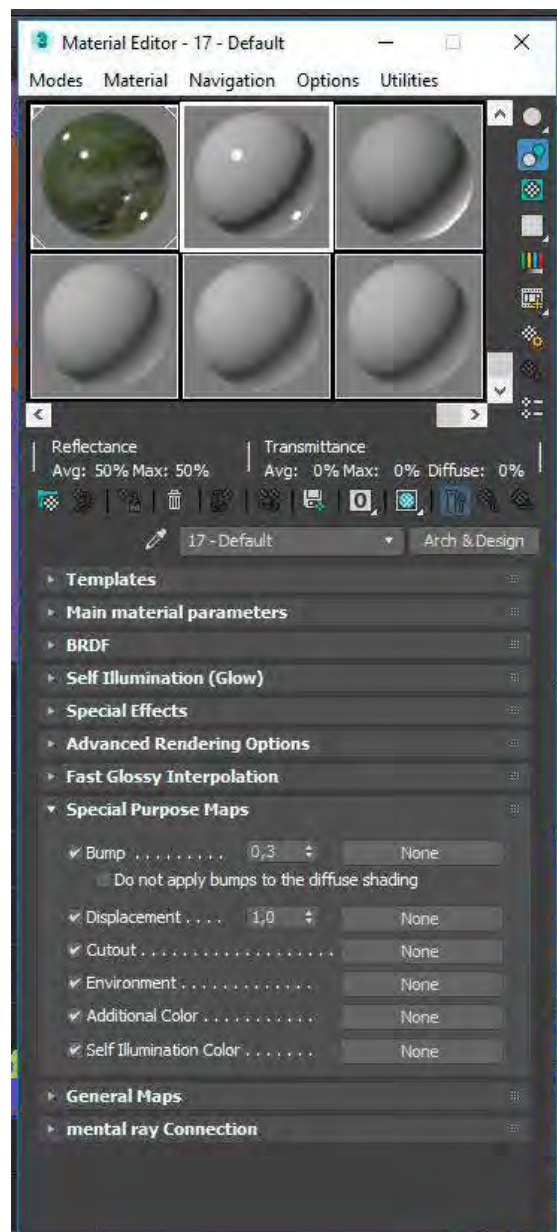 3 Material Editor - 17 - Default
Modes Material Navigation Options Utilities
Reflectance Transmittance
Avg: 50% Max: 50% Avg: 0% Max: 0% Diffuse: 0%
0
17 - Default Arch & Design
Templates
Main material parameters
BRDF
Self Illumination (Glow)
Special Effects
Advanced Rendering Options
Fast Glossy Interpolation
Special Purpose Maps
Bump . . . . . . . . . 0,3 None
Do not apply bumps to the diffuse shading
Displacement . . . . 1,0 None
Cutout . . . . . . . . . . . . . . . . . . . None
Environment . . . . . . . . . . . . . None
Additional Color . . . . . . . . . . . None
Self Illumination Color . . . . . . . None
General Maps
mental ray Connection